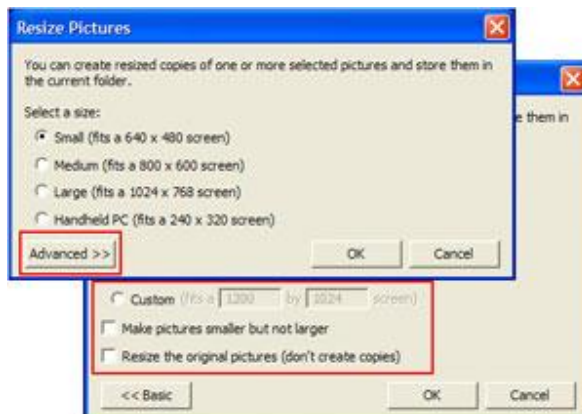 Resize Pictures
You can create resized copies of one or more selected pictures and store them in
the current folder.
e them in
Select a size:
Small (fits a 640 x 480 screen)
Medium (fits a 800 x 600 screen)
Large (fits a 1024 x 768 screen)
Handheld PC (fits a 240 x 320 screen)
Advanced >>
OK
Cancel
Custom (fits a 1200 by 1024 screen)
Make pictures smaller but not larger
Resize the original pictures (don't create copies)
<< Basic
OK
Cancel